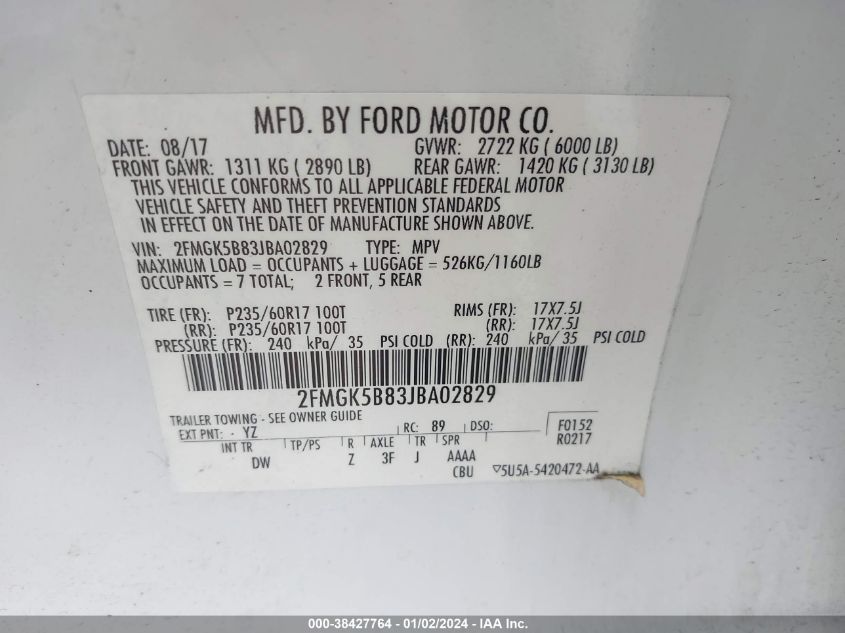 MFD. BY FORD MOTOR CO.
DATE: 08/17 GVWR: 2722 KG ( 6000 LB)
FRONT GAWR: 1311 KG ( 2890 LB) REAR GAWR: 1420 KG ( 3130 LB)
THIS VEHICLE CONFORMS TO ALL APPLICABLE FEDERAL MOTOR
VEHICLE SAFETY AND THEFT PREVENTION STANDARDS
IN EFFECT ON THE DATE OF MANUFACTURE SHOWN ABOVE.
VIN: 2FMGK5B83JBA02829 TYPE: MPV
MAXIMUM LOAD = OCCUPANTS + LUGGAGE = 526KG/1160LB
OCCUPANTS = 7 TOTAL; 2 FRONT, 5 REAR
TIRE (FR): P235/60R17 100T RIMS (FR): 17X7.5J
(RR): P235/60R17 100T (RR): 17X7.5J
PRESSURE (FR): 240 kPa/ 35 PSI COLD (RR): 240 kPa/ 35 PSI COLD
2FMGK5B83JBA02829
TRAILER TOWING - SEE OWNER GUIDE
EXT PNT: - YZ RC: 89 DSO: F0152
R0217
INT TR TP/PS R AXLE TR SPR
DW Z 3F J AAAA
CBU ▽5U5A-5420472-AA
000-38427764 - 01/02/2024 - IAA Inc.